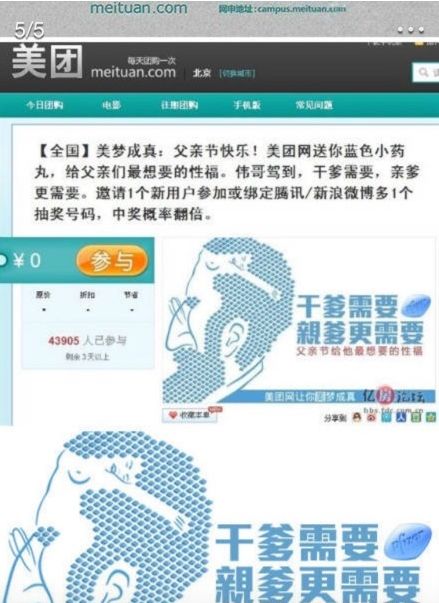 meituan.com 网申地址:campus.meituan.com
5/5
美团 每天团购一次
meituan.com 北京 [切换城市]
今日团购 电影 往期团购 手机版 常见问题
【全国】美梦成真：父亲节快乐！美团网送你蓝色小药
丸，给父亲们最想要的性福。伟哥驾到，干爹需要，亲爹
更需要。邀请1个新用户参加或绑定腾讯/新浪微博多1个
抽奖号码，中奖概率翻倍。
¥0 参与
原价 折扣 节省
- - -
43905 人已参与
剩余3天以上
干爹需要
親爹更需要
父亲节给他最想要的性福
美团网让你梦成真
亿房论坛
bbs.fdc.com.cn
收藏本单
分享到
干爹需要
親爹更需要